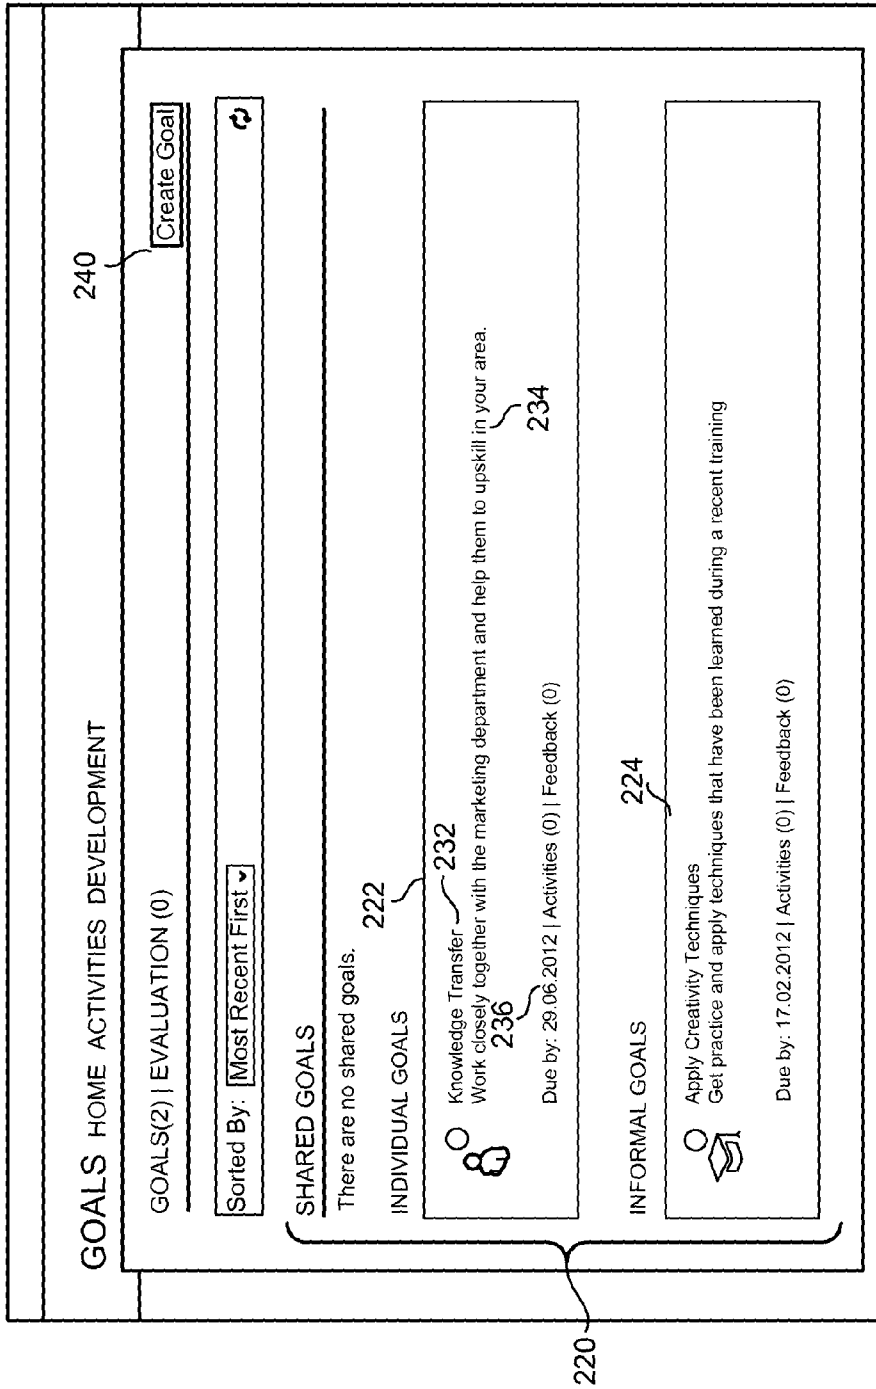 GOALS HOME ACTIVITIES DEVELOPMENT
240
GOALS(2) | EVALUATION (0)
Create Goal
Sorted By: Most Recent First
SHARED GOALS
There are no shared goals.
222
INDIVIDUAL GOALS
Knowledge Transfer 232
Work closely together with the marketing department and help them to upskill in your area.
236
234
Due by: 29.06.2012 | Activities (0) | Feedback (0)
220
224
INFORMAL GOALS
Apply Creativity Techniques
Get practice and apply techniques that have been learned during a recent training
Due by: 17.02.2012 | Activities (0) | Feedback (0)